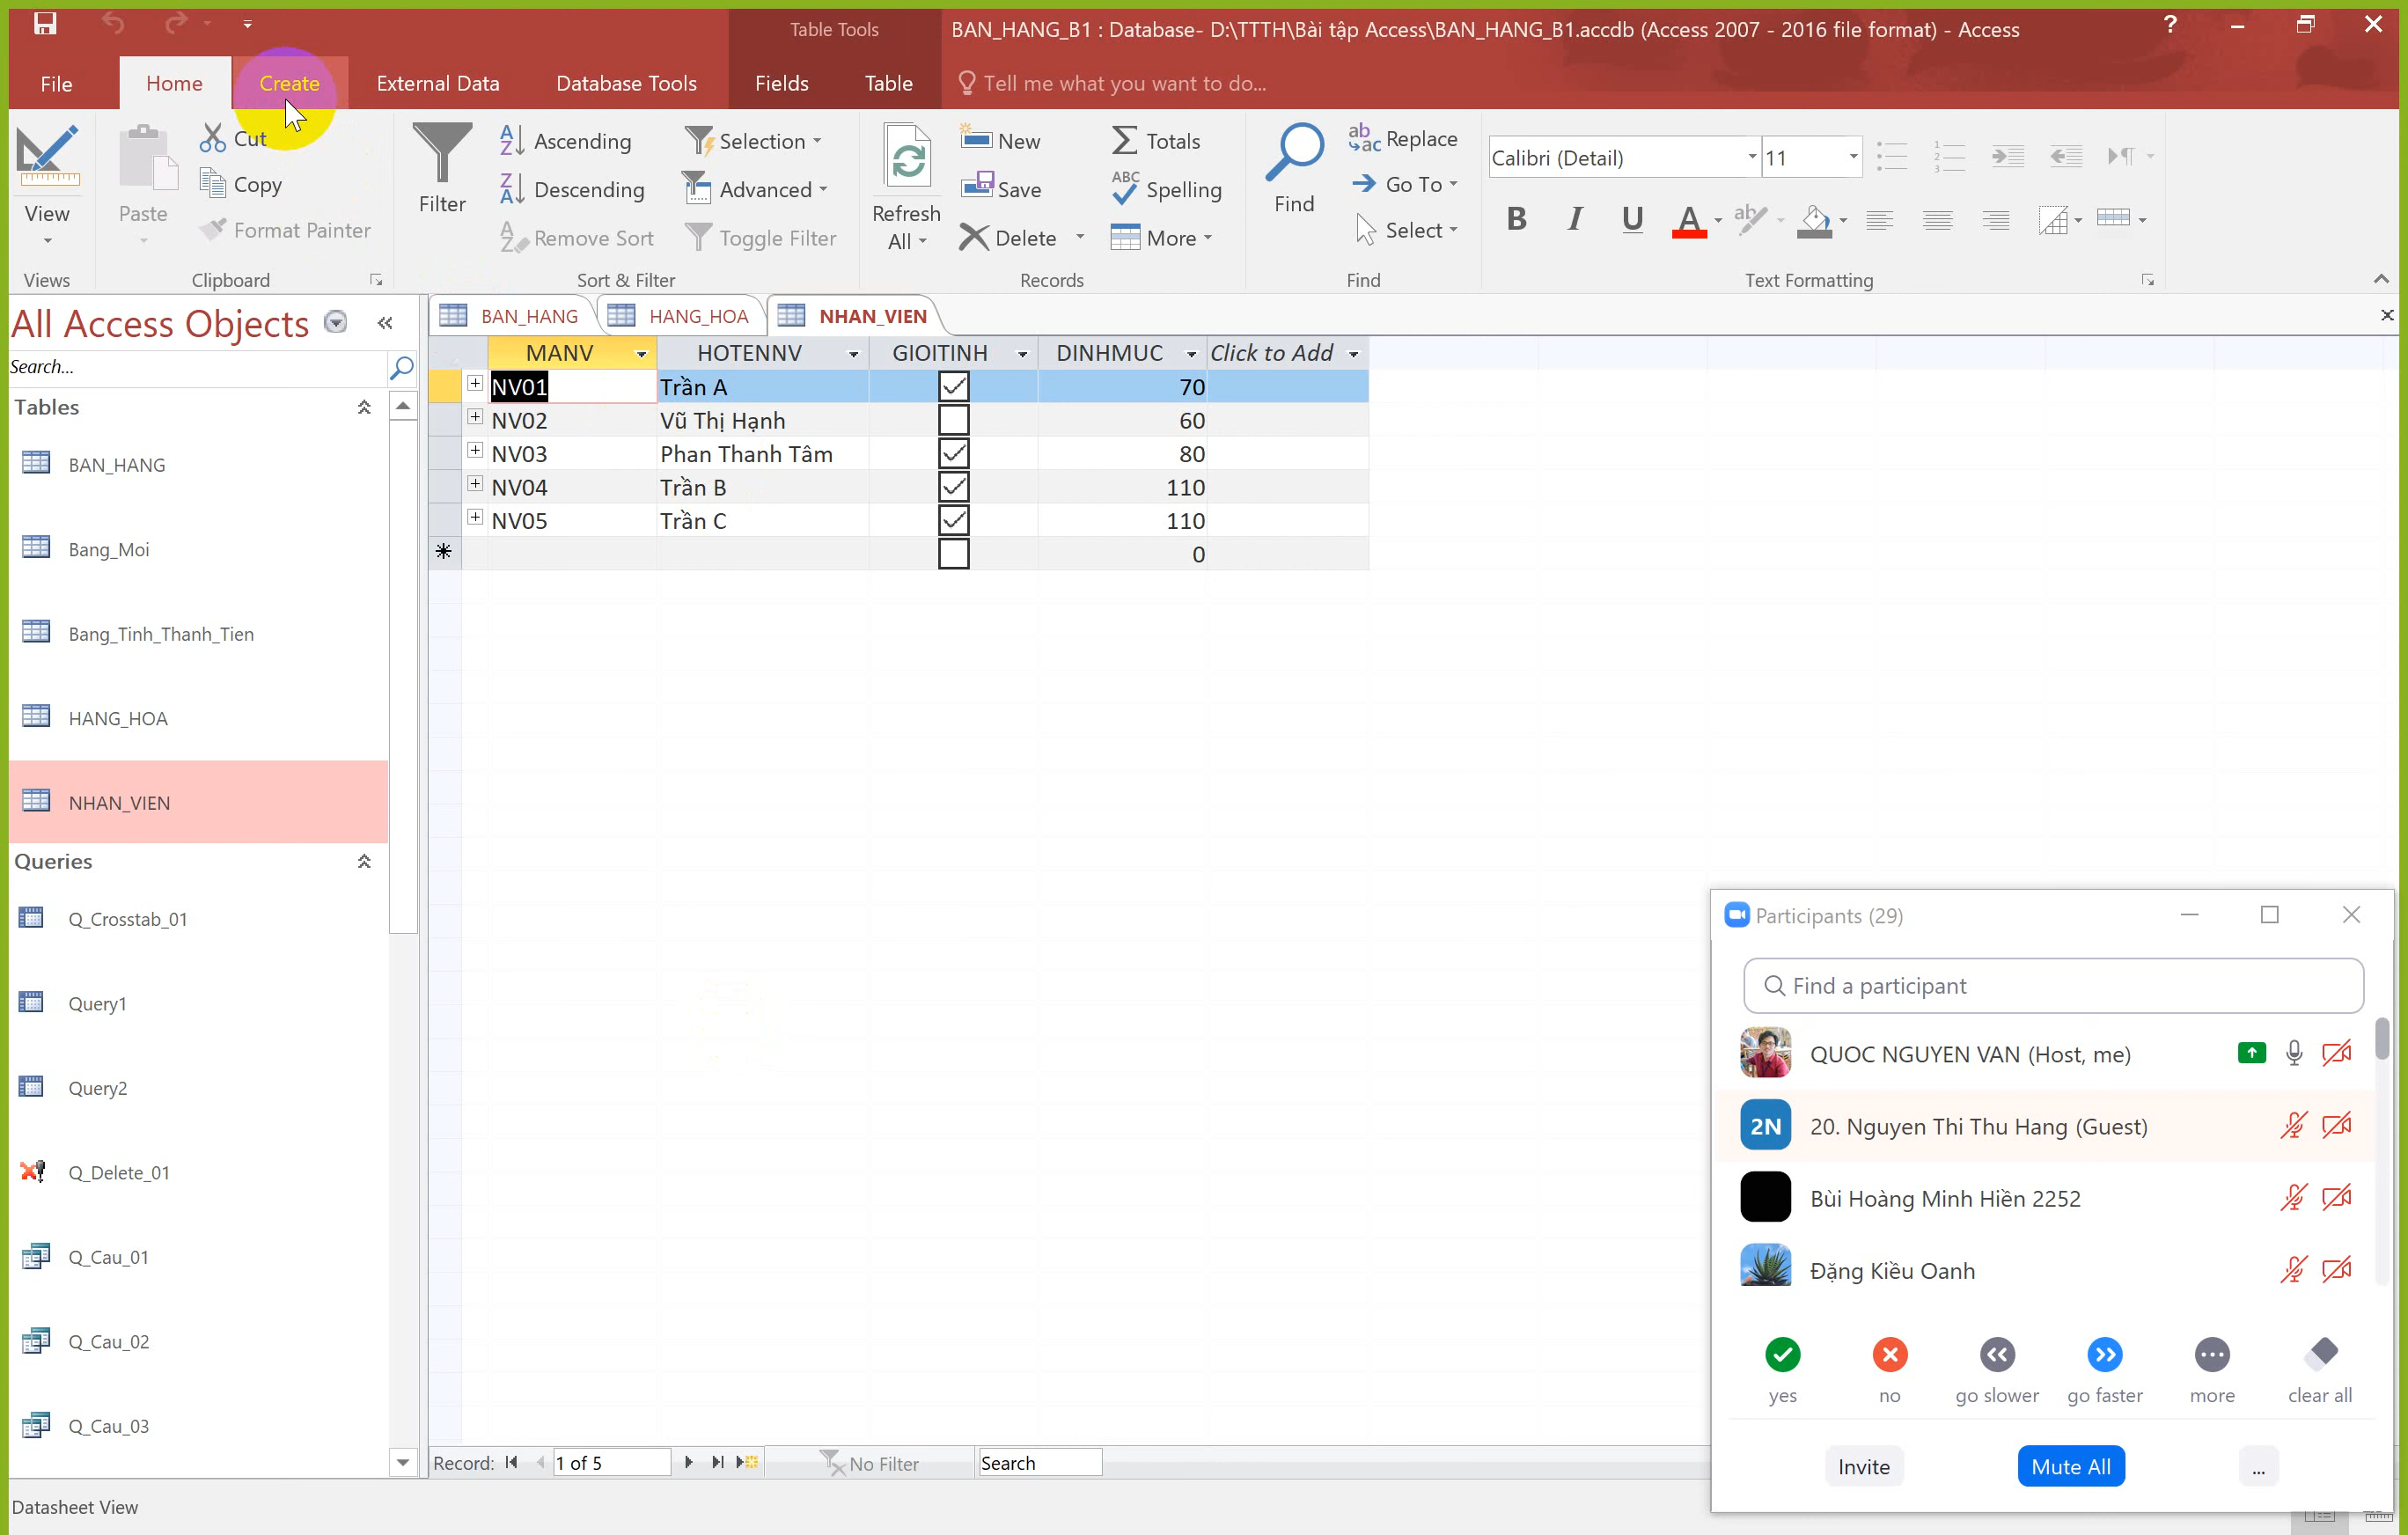 Table Tools
BAN_HANG_B1 : Database- D:\TTTH\Bài tập Access\BAN_HANG_B1.accdb (Access 2007 - 2016 file format) - Access
?
File
Home
Create
External Data
Database Tools
Fields
Table
Tell me what you want to do...
View
Views
Paste
Cut
Copy
Format Painter
Clipboard
Filter
Ascending
Descending
Remove Sort
Selection
Advanced
Toggle Filter
Sort & Filter
Refresh
All
New
Save
Delete
Totals
Spelling
More
Records
Find
Replace
Go To
Select
Find
Calibri (Detail)
11
B I U A
Text Formatting
All Access Objects
Search...
Tables
BAN_HANG
Bang_Moi
Bang_Tinh_Thanh_Tien
HANG_HOA
NHAN_VIEN
Queries
Q_Crosstab_01
Query1
Query2
Q_Delete_01
Q_Cau_01
Q_Cau_02
Q_Cau_03
BAN_HANG
HANG_HOA
NHAN_VIEN
MANV HOTENNV GIOITINH DINHMUC Click to Add
NV01 Trần A 70
NV02 Vũ Thị Hạnh 60
NV03 Phan Thanh Tâm 80
NV04 Trần B 110
NV05 Trần C 110
0
Record: 1 of 5 No Filter Search
Datasheet View
Participants (29)
Find a participant
QUOC NGUYEN VAN (Host, me)
2N 20. Nguyen Thi Thu Hang (Guest)
Bùi Hoàng Minh Hiền 2252
Đặng Kiều Oanh
yes no go slower go faster more clear all
Invite Mute All ...